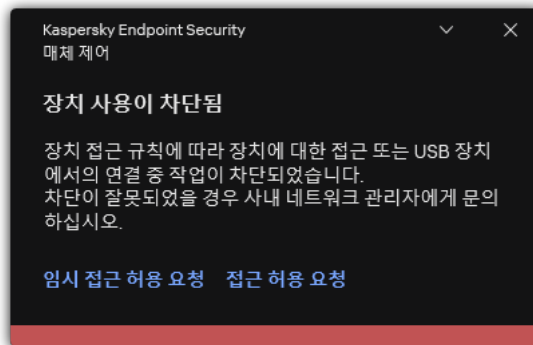 Kaspersky Endpoint Security
매체 제어
장치 사용이 차단됨
장치 접근 규칙에 따라 장치에 대한 접근 또는 USB 장치
에서의 연결 중 작업이 차단되었습니다.
차단이 잘못되었을 경우 사내 네트워크 관리자에게 문의
하십시오.
임시 접근 허용 요청 접근 허용 요청